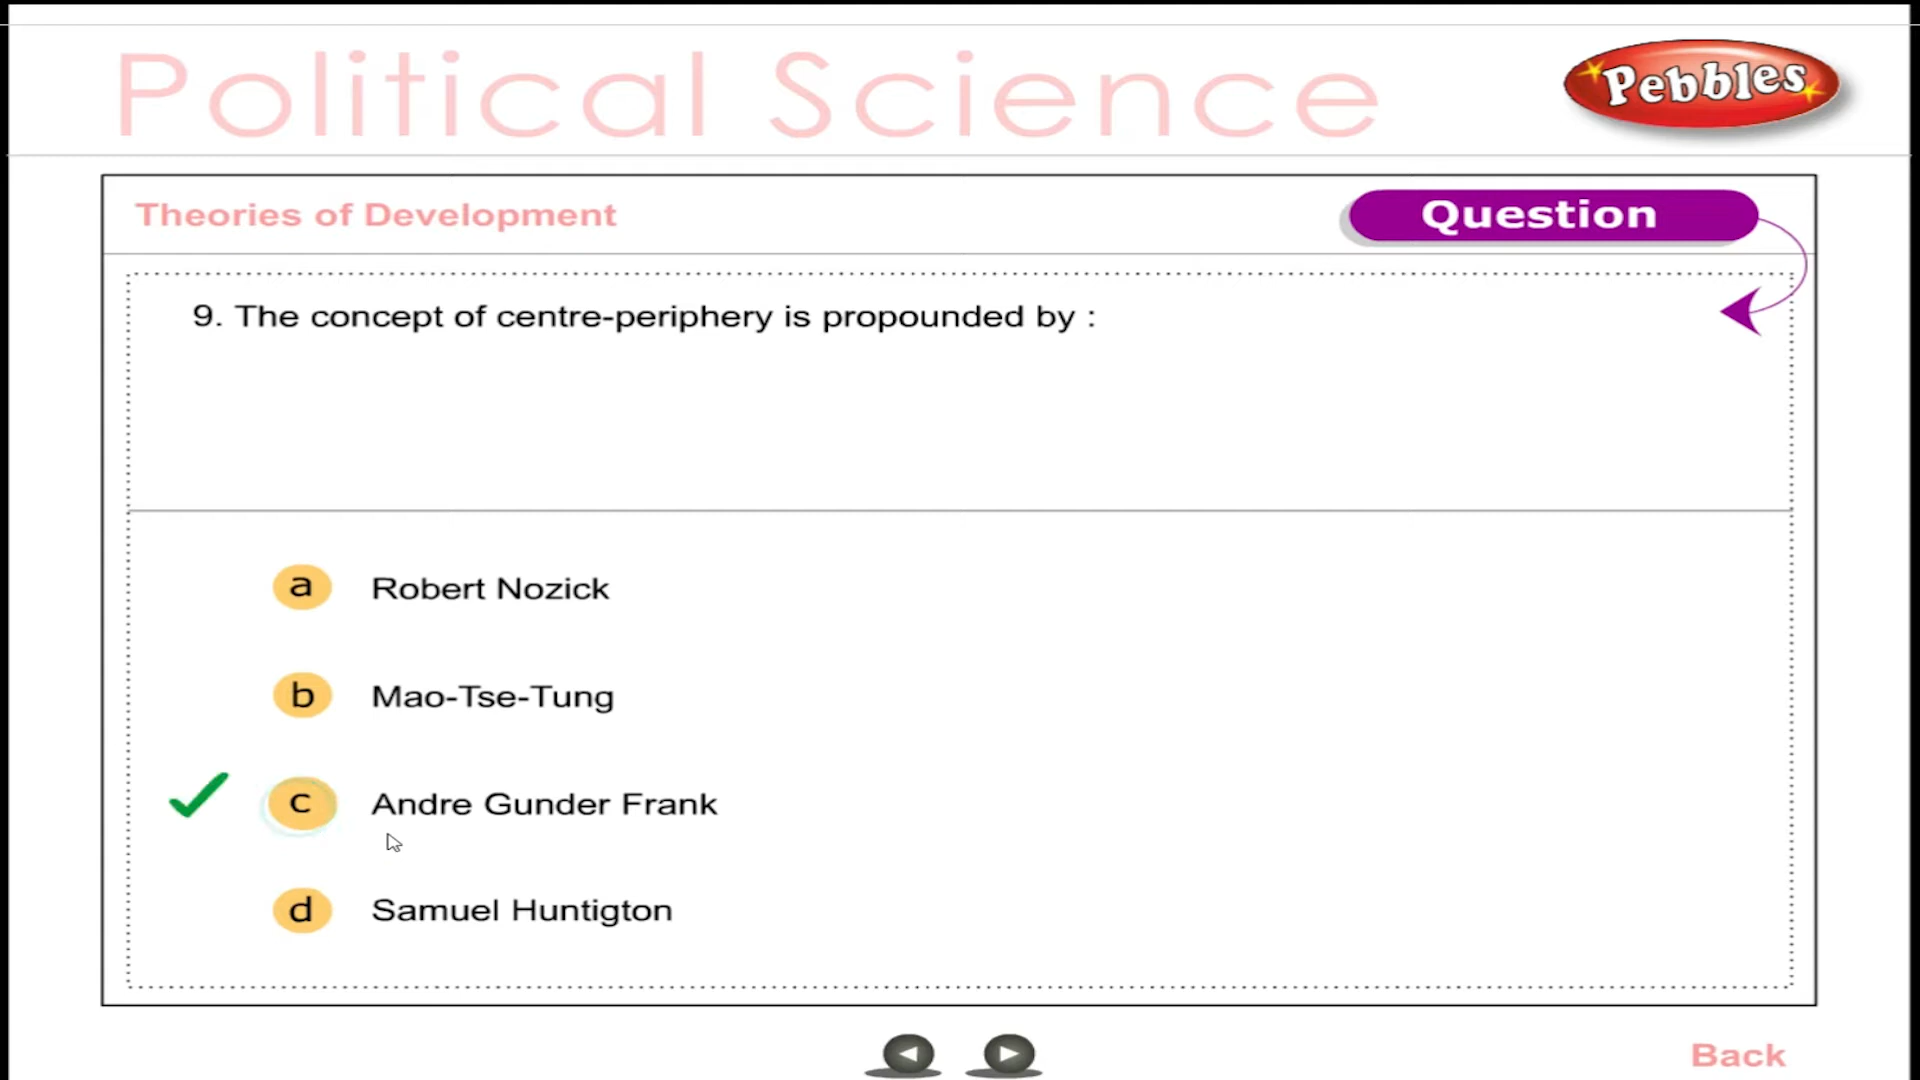 Political Science
Pebbles
Theories of Development
Question
9. The concept of centre-periphery is propounded by :
a Robert Nozick
b Mao-Tse-Tung
c Andre Gunder Frank
d Samuel Huntigton
Back